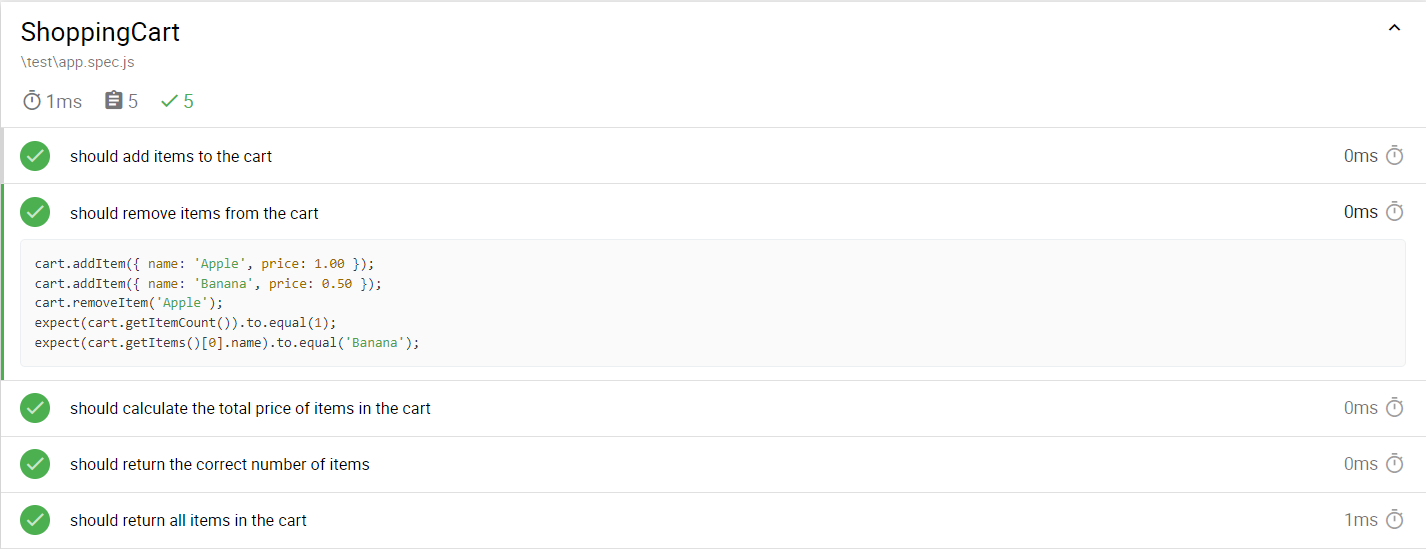 ShoppingCart
\test\app.spec.js
1ms 5 5
should add items to the cart 0ms
should remove items from the cart 0ms
cart.addItem({ name: 'Apple', price: 1.00 });
cart.addItem({ name: 'Banana', price: 0.50 });
cart.removeItem('Apple');
expect(cart.getItemCount()).to.equal(1);
expect(cart.getItems()[0].name).to.equal('Banana');
should calculate the total price of items in the cart 0ms
should return the correct number of items 0ms
should return all items in the cart 1ms